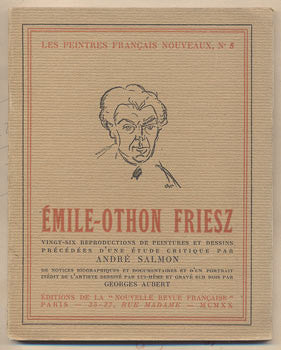 LES PEINTRES FRANÇAIS NOUVEAUX, Nº 5
ÉMILE-OTHON FRIESZ
VINGT-SIX REPRODUCTIONS DE PEINTURES ET DESSINS
PRÉCÉDÉES D'UNE ÉTUDE CRITIQUE PAR
ANDRÉ SALMON
DE NOTICES BIOGRAPHIQUES ET DOCUMENTAIRES ET D'UN PORTRAIT
INÉDIT DE L'ARTISTE DESSINÉ PAR LUI-MÊME ET GRAVÉ SUR BOIS PAR
GEORGES AUBERT
ÉDITIONS DE LA "NOUVELLE REVUE FRANÇAISE"
PARIS — 35-37, RUE MADAME — MCMXX